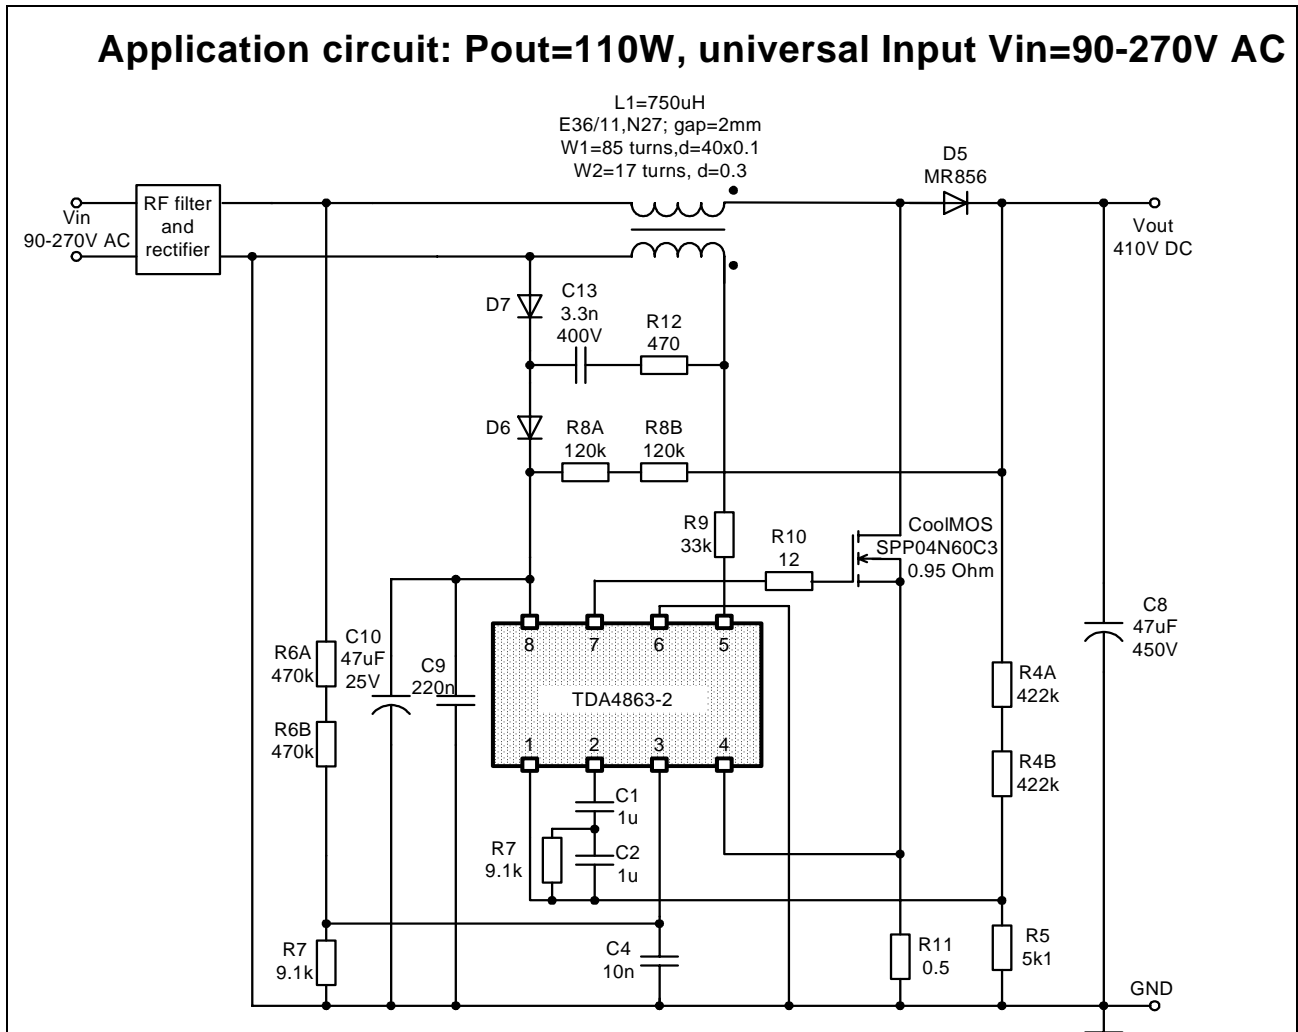 Application circuit: Pout=110W, universal Input Vin=90-270V AC
L1=750uH
E36/11,N27; gap=2mm
W1=85 turns,d=40x0.1
W2=17 turns, d=0.3
D5
MR856
RF filter
and
rectifier
Vin
90-270V AC
Vout
410V DC
D7
C13
3.3n
400V
R12
470
D6
R8A
120k
R8B
120k
R9
33k
R10
12
CoolMOS
SPP04N60C3
0.95 Ohm
C8
47uF
450V
R6A
470k
C10
47uF
25V
C9
220n
8
7
6
5
TDA4863-2
1
2
3
4
R4A
422k
R6B
470k
R4B
422k
C1
1u
R7
9.1k
C2
1u
R7
9.1k
C4
10n
R11
0.5
R5
5k1
GND